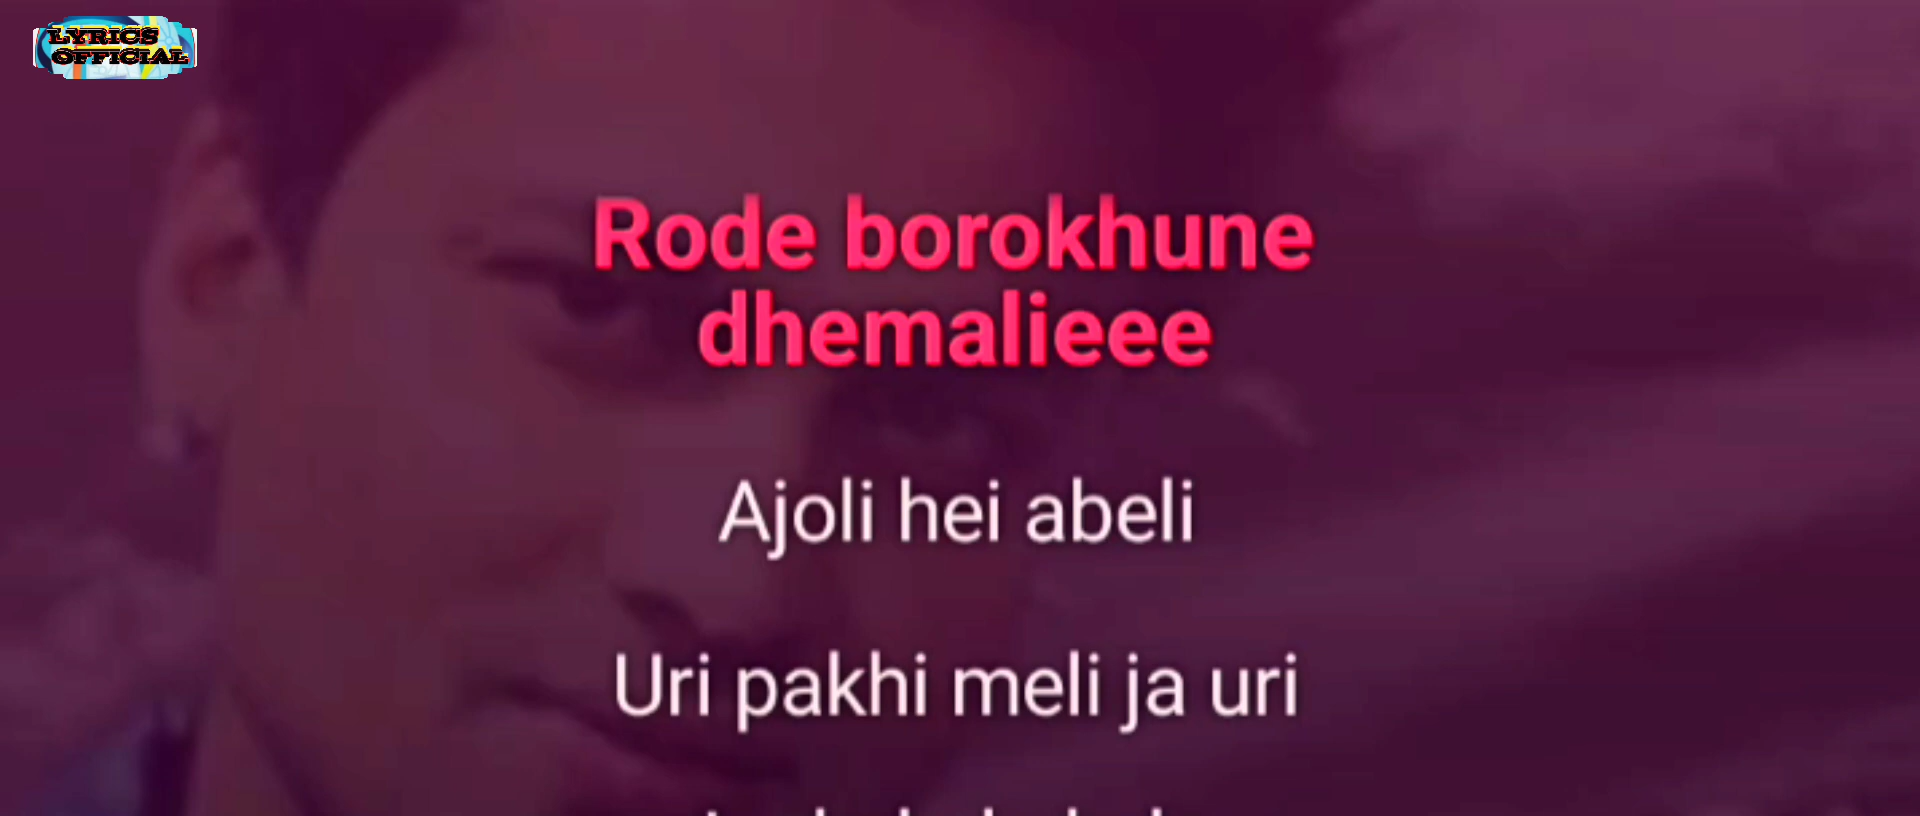 LYRICS
OFFICIAL
Rode borokhune
dhemalieee
Ajoli hei abeli
Uri pakhi meli ja uri